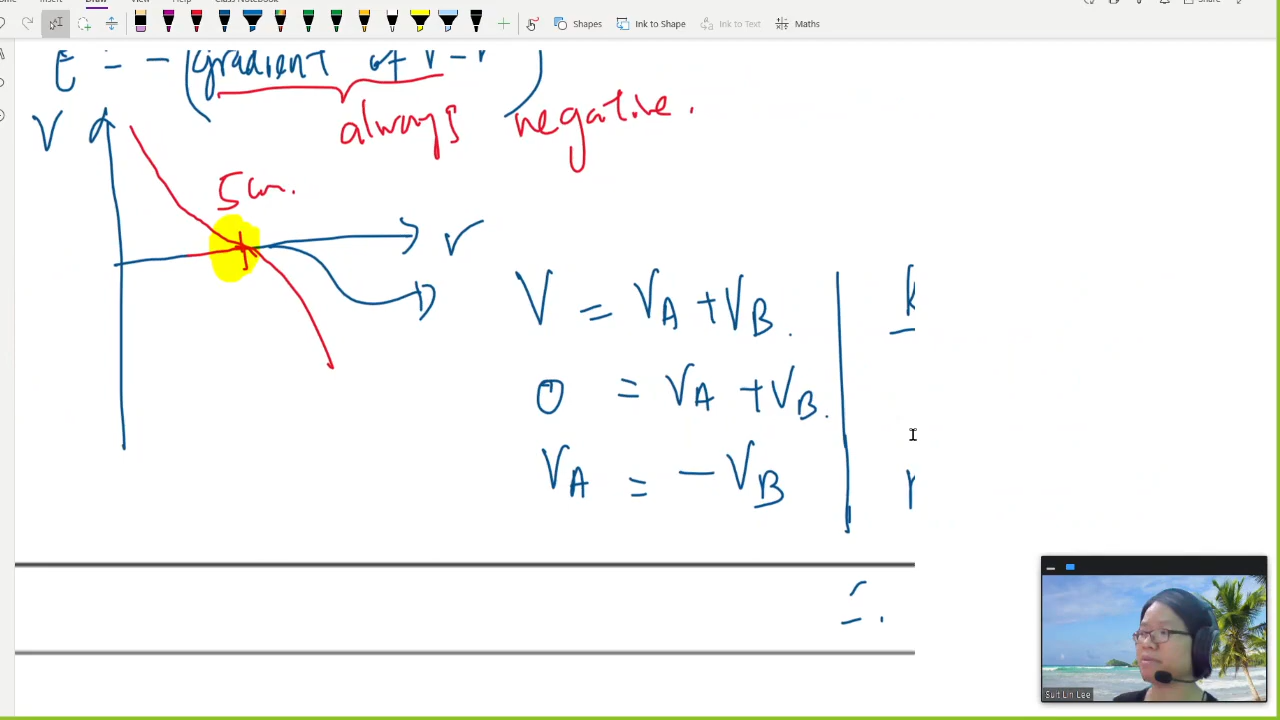 Draw
Shapes
Ink to Shape
Ink to Text
Maths
E = - (gradient of V - r)
always negative.
V
5cm.
r
V = VA + VB.
0 = VA + VB.
VA = - VB
Suit Lin Lee